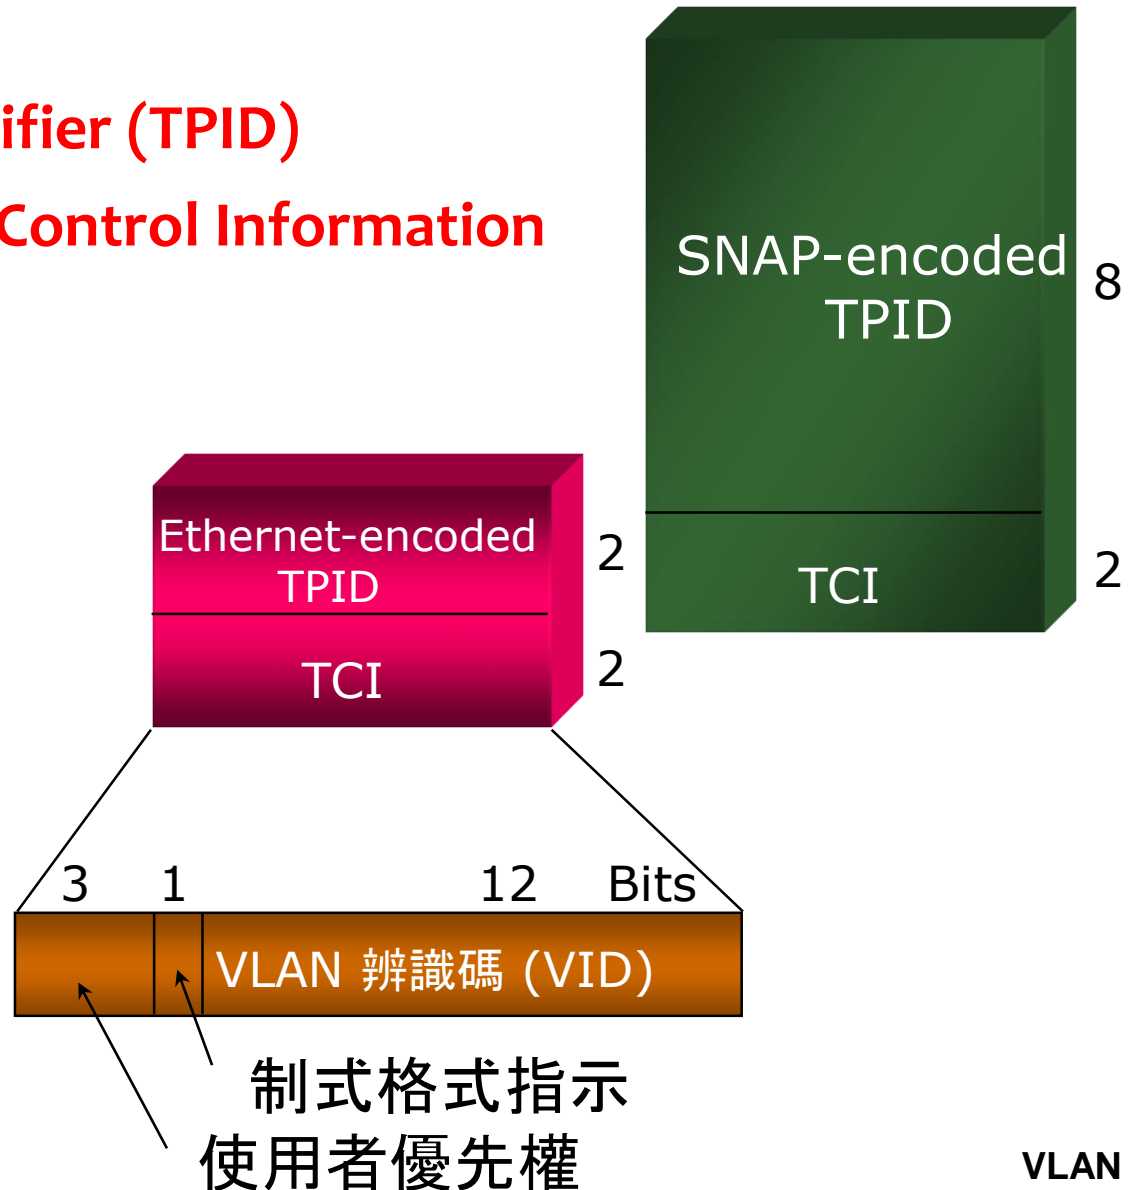 ifier (TPID)
Control Information
SNAP-encoded
TPID
8
TCI
2
Ethernet-encoded
TPID
2
TCI
2
3 1 12 Bits
VLAN 辨識碼 (VID)
制式格式指示
使用者優先權
VLAN